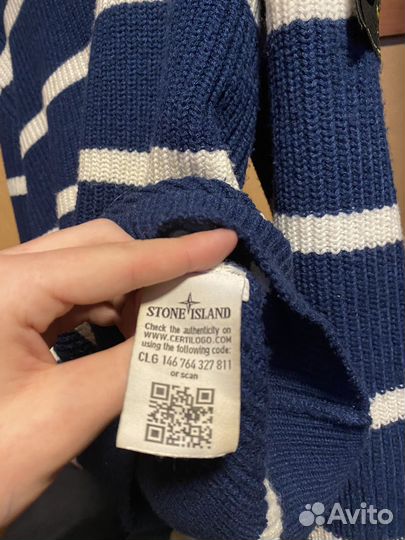 STONE ISLAND
Check the authenticity on
WWW.CERTILOGO.COM
using the following code:
CLG 146 764 327 811
or scan
Avito